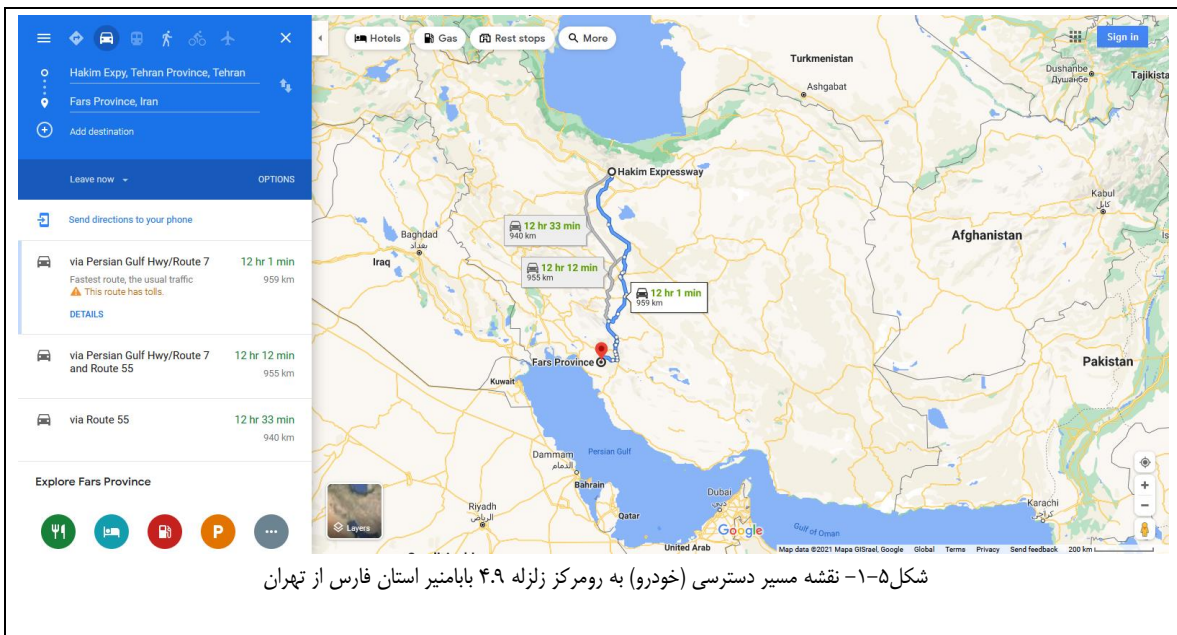 Hakim Expy, Tehran Province, Tehran
Fars Province, Iran
Add destination
Leave now
OPTIONS
Send directions to your phone
via Persian Gulf Hwy/Route 7 12 hr 1 min
Fastest route, the usual traffic 959 km
This route has tolls.
DETAILS
via Persian Gulf Hwy/Route 7 12 hr 12 min
and Route 55 955 km
via Route 55 12 hr 33 min
940 km
Explore Fars Province
P
Hotels
Gas
Rest stops
More
Sign in
Turkmenistan
Ashgabat
Dushanbe
Душанбе
Tajikista
Hakim Expressway
Kabul
كابل
12 hr 33 min
940 km
Baghdad
بغداد
Iraq
Afghanistan
12 hr 12 min
955 km
12 hr 1 min
959 km
Fars Province
Pakistan
Kuwait
Dammam
الدمام
Persian Gulf
Bahrain
Riyadh
الرياض
Qatar
Dubai
دبي
Karachi
Layers
Google
Gulf of Oman
United Arab
Map data ©2021 Mapa GISrael, Google Global Terms Privacy Send feedback 200 km
شکل۵-۱- نقشه مسیر دسترسی (خودرو) به رومرکز زلزله ۴.۹ بابامنیر استان فارس از تهران